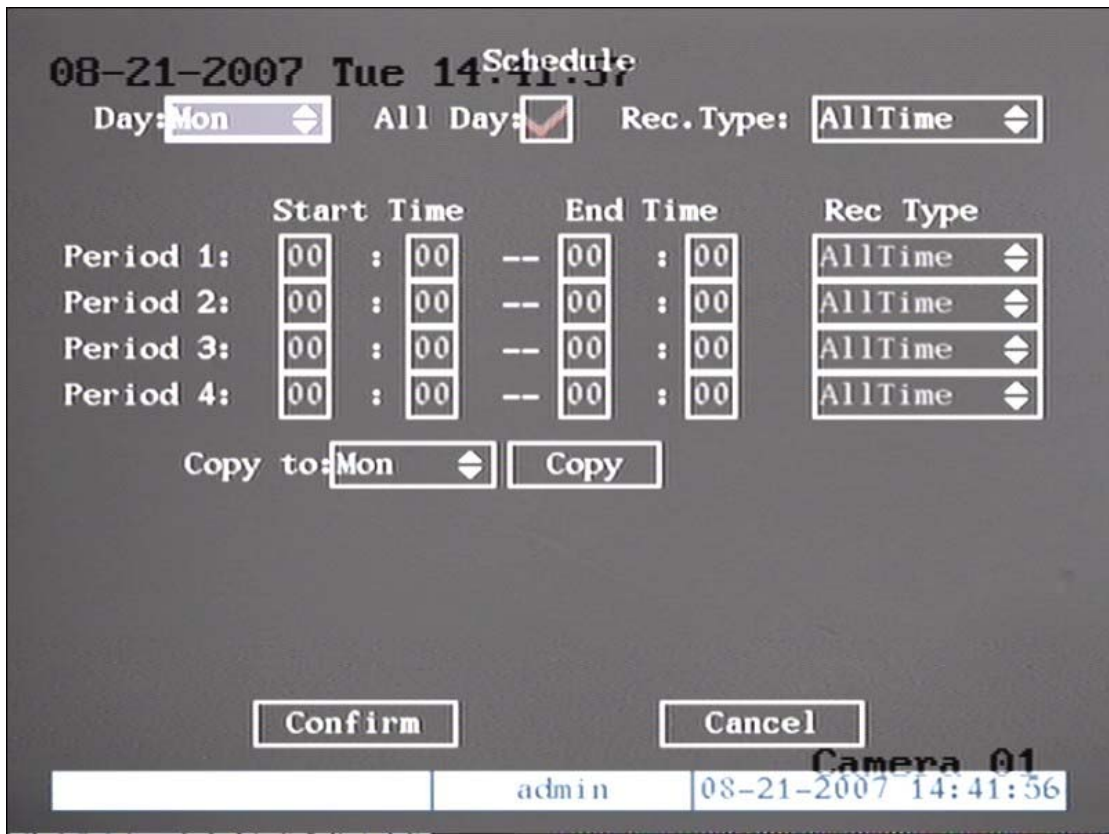 Schedule
08-21-2007 Tue 14:41:57
Day: Mon All Day: Rec.Type: AllTime
Start Time End Time Rec Type
Period 1: 00 : 00 -- 00 : 00 AllTime
Period 2: 00 : 00 -- 00 : 00 AllTime
Period 3: 00 : 00 -- 00 : 00 AllTime
Period 4: 00 : 00 -- 00 : 00 AllTime
Copy to: Mon Copy
Confirm Cancel
Camera 01
admin 08-21-2007 14:41:56